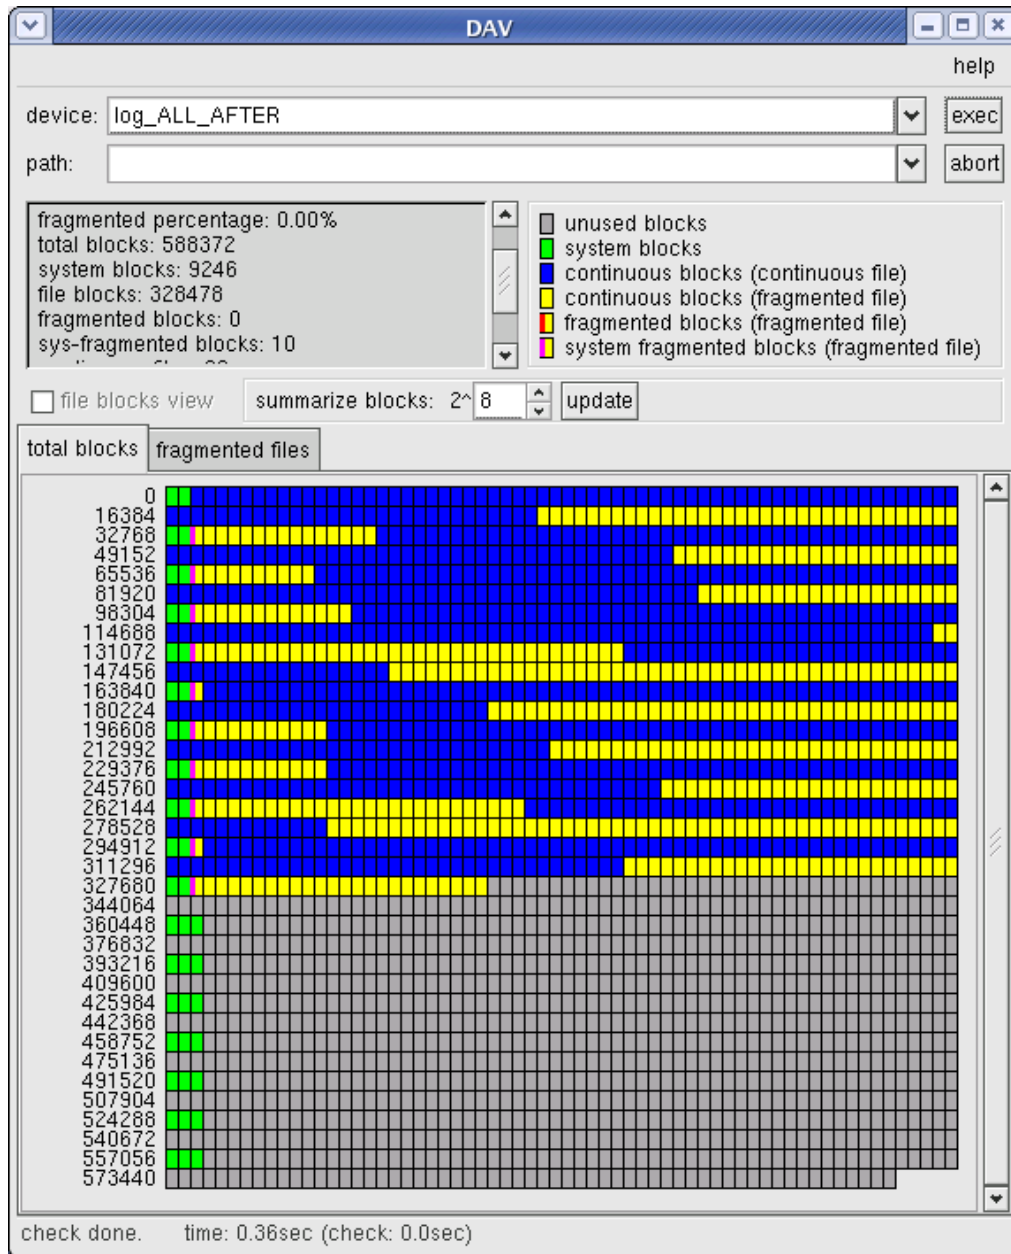 DAV
help
device: log_ALL_AFTER exec
path: abort
fragmented percentage: 0.00%
total blocks: 588372
system blocks: 9246
file blocks: 328478
fragmented blocks: 0
sys-fragmented blocks: 10
unused blocks
system blocks
continuous blocks (continuous file)
continuous blocks (fragmented file)
fragmented blocks (fragmented file)
system fragmented blocks (fragmented file)
file blocks view summarize blocks: 2^ 8 update
total blocks fragmented files
0
16384
32768
49152
65536
81920
98304
114688
131072
147456
163840
180224
196608
212992
229376
245760
262144
278528
294912
311296
327680
344064
360448
376832
393216
409600
425984
442368
458752
475136
491520
507904
524288
540672
557056
573440
check done. time: 0.36sec (check: 0.0sec)